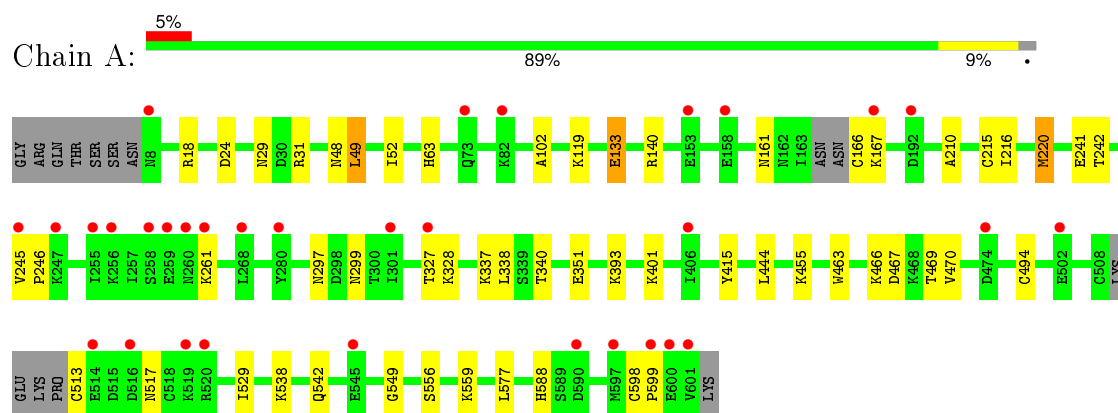 5%
Chain A:
89%
9%
•
GLY ARG GLN THR SER SER ASN N8 R18 D24 N29 D30 R31 N48 L49 I52 H63 Q73 K82 A102 K119 E133 R140 E153 E158 N161 N162 I163 ASN ASN C166 K167 D192 A210 C215 I216 M220 E241 T242
V245 P246 K247 I255 K256 I257 S258 E259 N260 K261 L268 Y280 N297 D298 N299 T300 I301 T327 K328 K337 L338 S339 T340 E351 K393 K401 I406 Y415 L444 K455 W463 K466 D467 K468 T469 V470 D474 C494 E502 C508 LYS
GLU LYS PRO C513 E514 D515 D516 N517 C518 K519 R520 I529 K538 Q542 E545 G549 S556 K559 L577 H588 S589 D590 M597 C598 P599 E600 V601 LYS